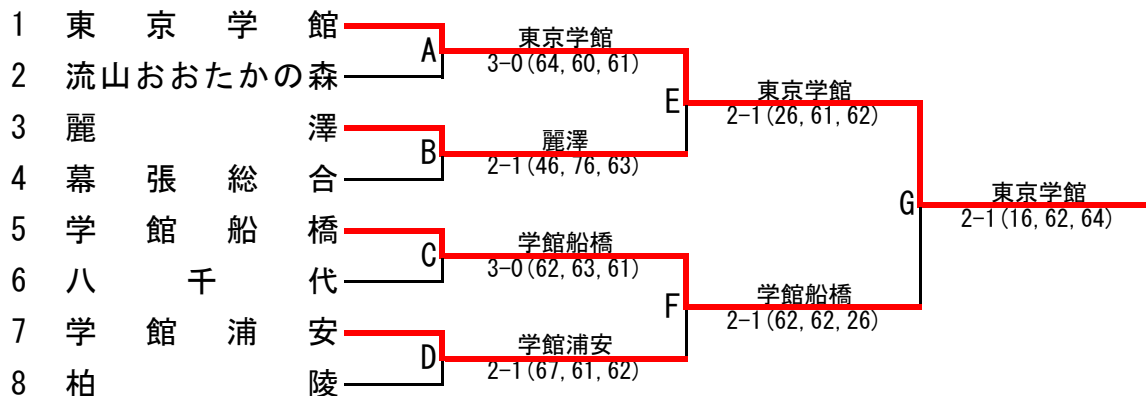 1 東京学館
2 流山おおたかの森
3 麗澤
4 幕張総合
5 学館船橋
6 八千代
7 学館浦安
8 柏陵
A
東京学館
3-0(64, 60, 61)
B
麗澤
2-1(46, 76, 63)
C
学館船橋
3-0(62, 63, 61)
D
学館浦安
2-1(67, 61, 62)
E
東京学館
2-1(26, 61, 62)
F
学館船橋
2-1(62, 62, 26)
G
東京学館
2-1(16, 62, 64)